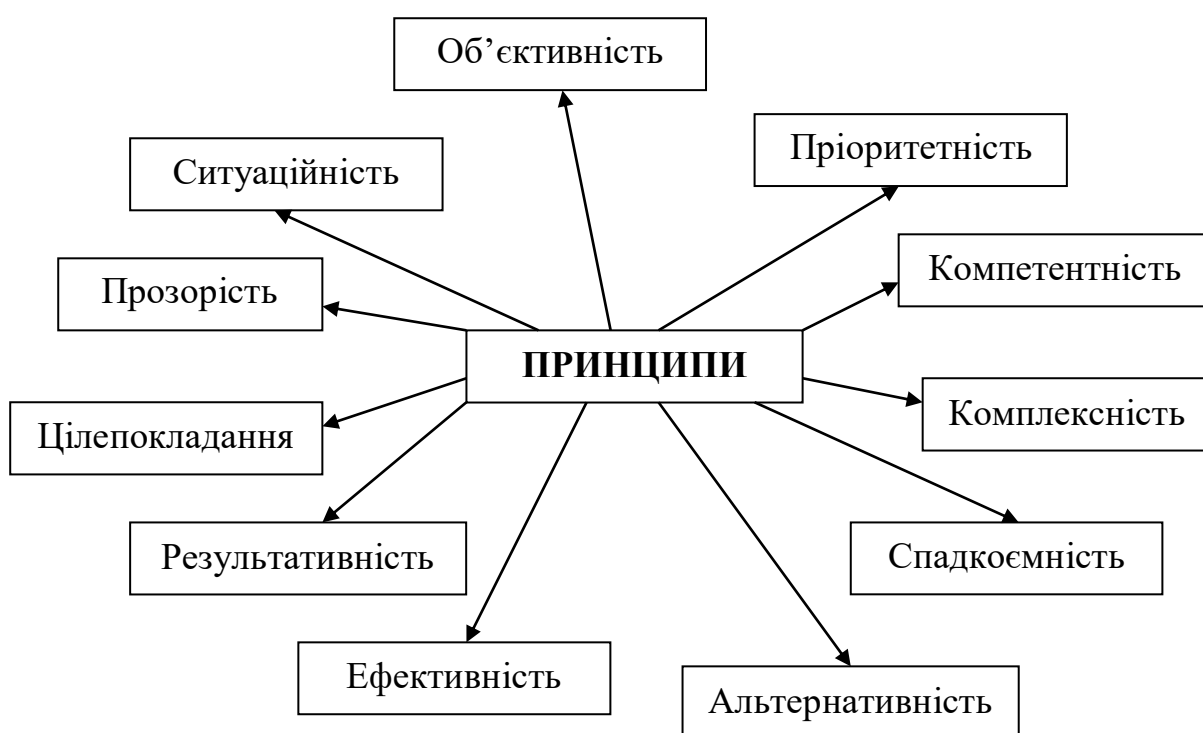 Об’єктивність
Пріоритетність
Ситуаційність
Компетентність
Прозорість
ПРИНЦИПИ
Комплексність
Цілепокладання
Спадкоємність
Результативність
Ефективність
Альтернативність